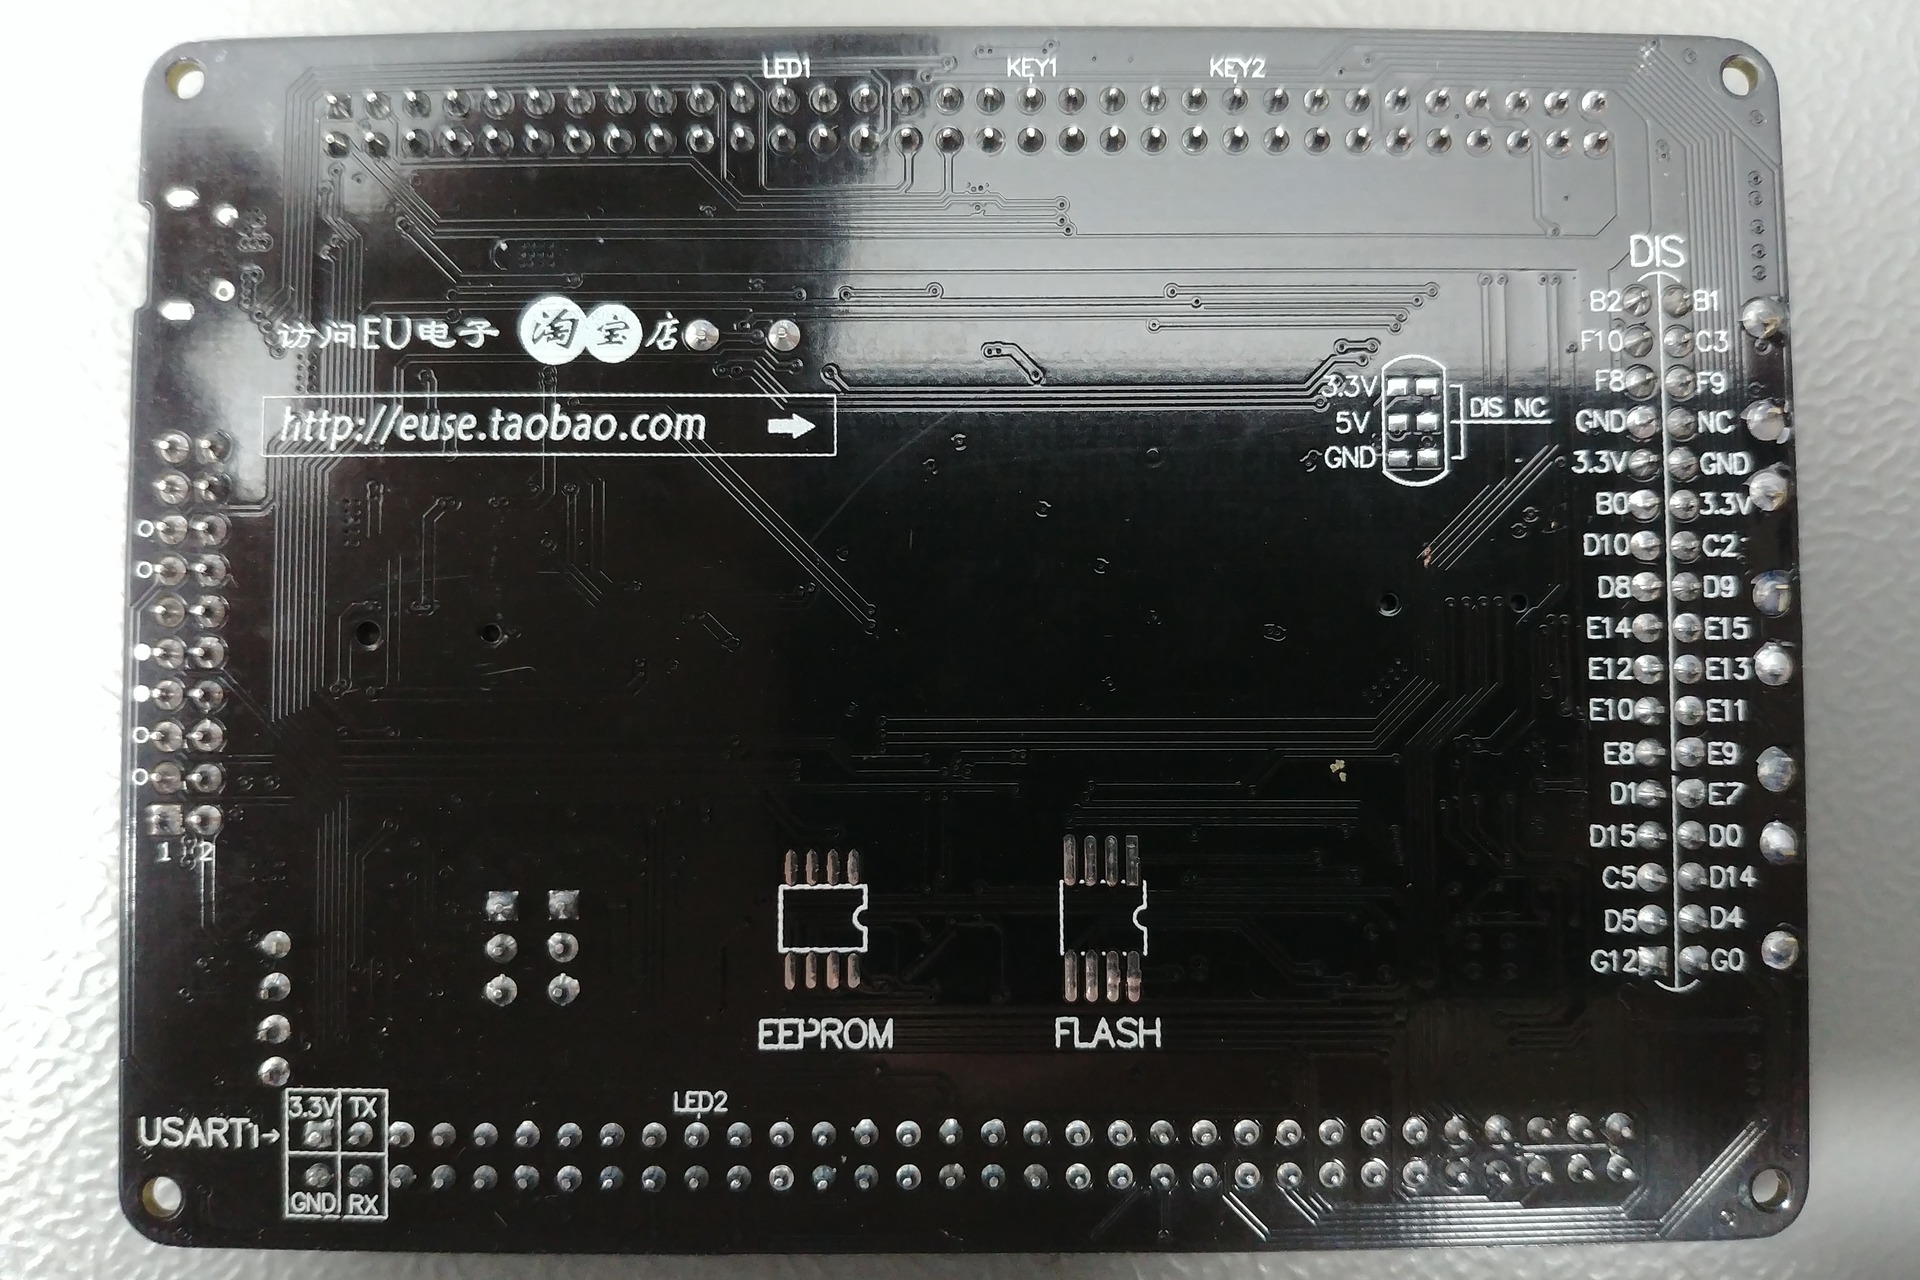 LED1 KEY1 KEY2
DIS
B2 B1
F10 C3
访问EU电子 淘宝店
3.3V
F8 F9
http://euse.taobao.com
DIS NC
5V
GND NC
GND
3.3V GND
B0 3.3V
D10 C2
D8 D9
E14 E15
E12 E13
E10 E11
E8 E9
D1 E7
D15 D0
1 2
C5 D14
D5 D4
G12 G0
EEPROM FLASH
3.3V TX
LED2
USART1→
GND RX